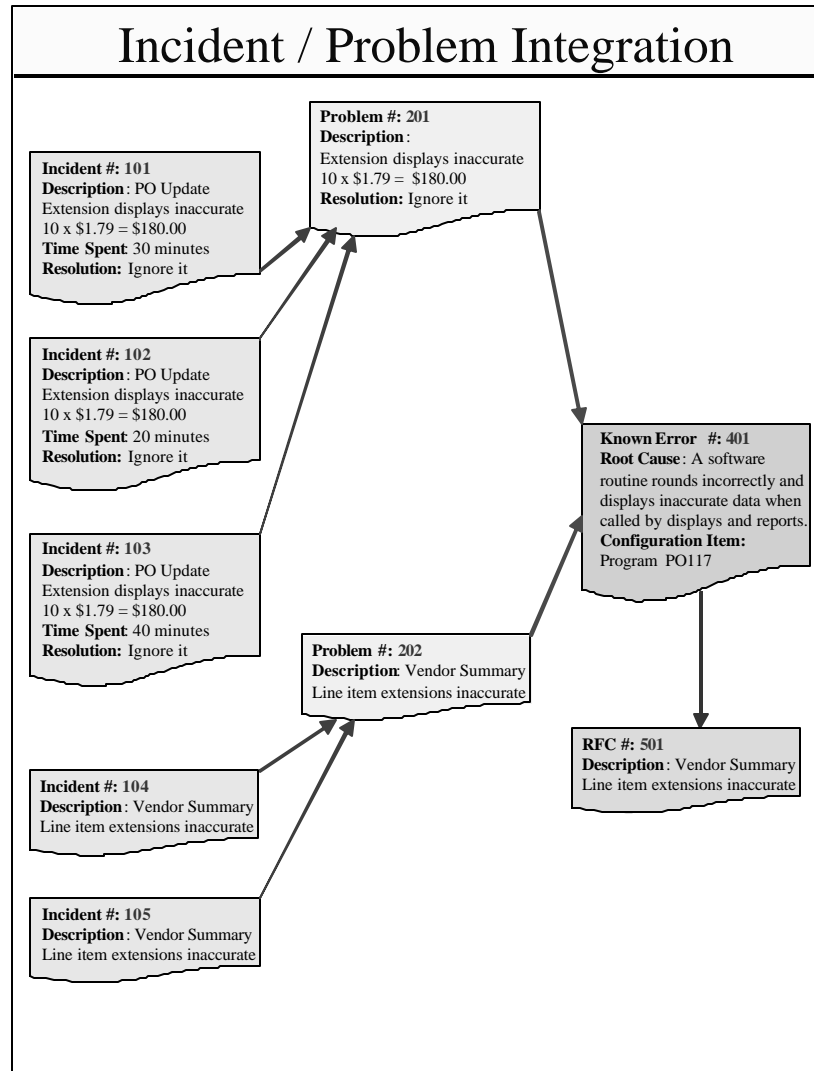 Incident / Problem Integration
Problem #: 201
Description:
Extension displays inaccurate
10 x $1.79 = $180.00
Resolution: Ignore it
Incident #: 101
Description: PO Update
Extension displays inaccurate
10 x $1.79 = $180.00
Time Spent: 30 minutes
Resolution: Ignore it
Incident #: 102
Description: PO Update
Extension displays inaccurate
10 x $1.79 = $180.00
Time Spent: 20 minutes
Resolution: Ignore it
Known Error #: 401
Root Cause: A software
routine rounds incorrectly and
displays inaccurate data when
called by displays and reports.
Configuration Item:
Program PO117
Incident #: 103
Description: PO Update
Extension displays inaccurate
10 x $1.79 = $180.00
Time Spent: 40 minutes
Resolution: Ignore it
Problem #: 202
Description: Vendor Summary
Line item extensions inaccurate
RFC #: 501
Description: Vendor Summary
Line item extensions inaccurate
Incident #: 104
Description: Vendor Summary
Line item extensions inaccurate
Incident #: 105
Description: Vendor Summary
Line item extensions inaccurate